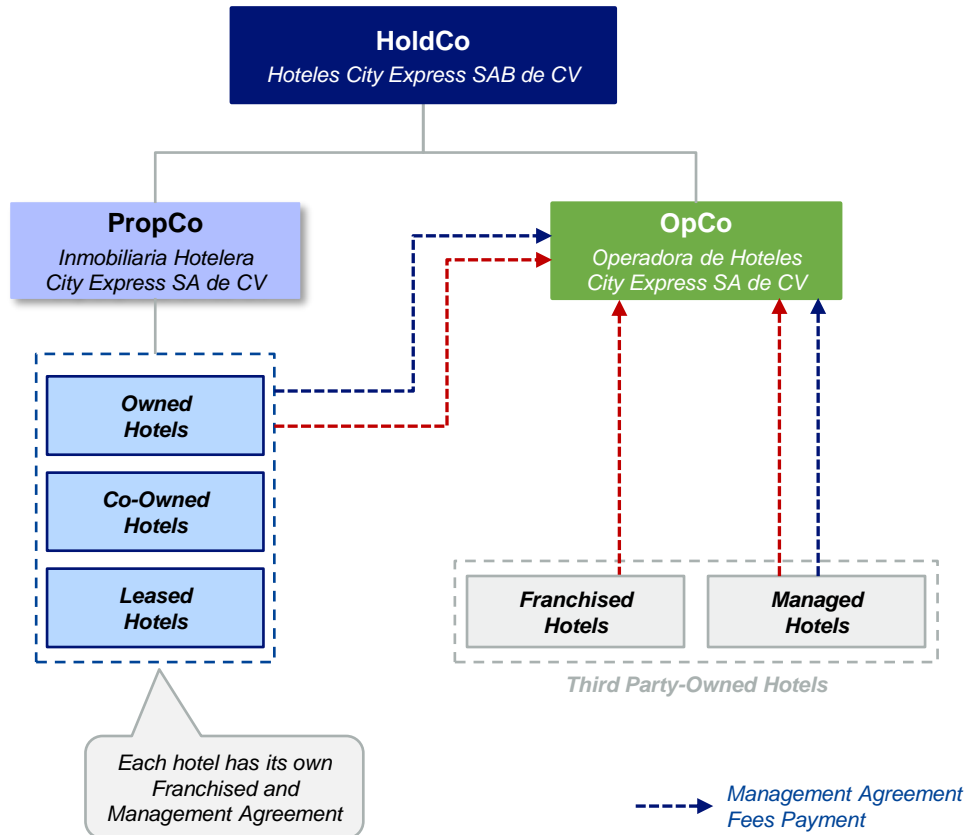 HoldCo
Hoteles City Express SAB de CV
PropCo
Inmobiliaria Hotelera
City Express SA de CV
OpCo
Operadora de Hoteles
City Express SA de CV
Owned
Hotels
Co-Owned
Hotels
Leased
Hotels
Franchised
Hotels
Managed
Hotels
Third Party-Owned Hotels
Each hotel has its own
Franchised and
Management Agreement
Management Agreement
Fees Payment